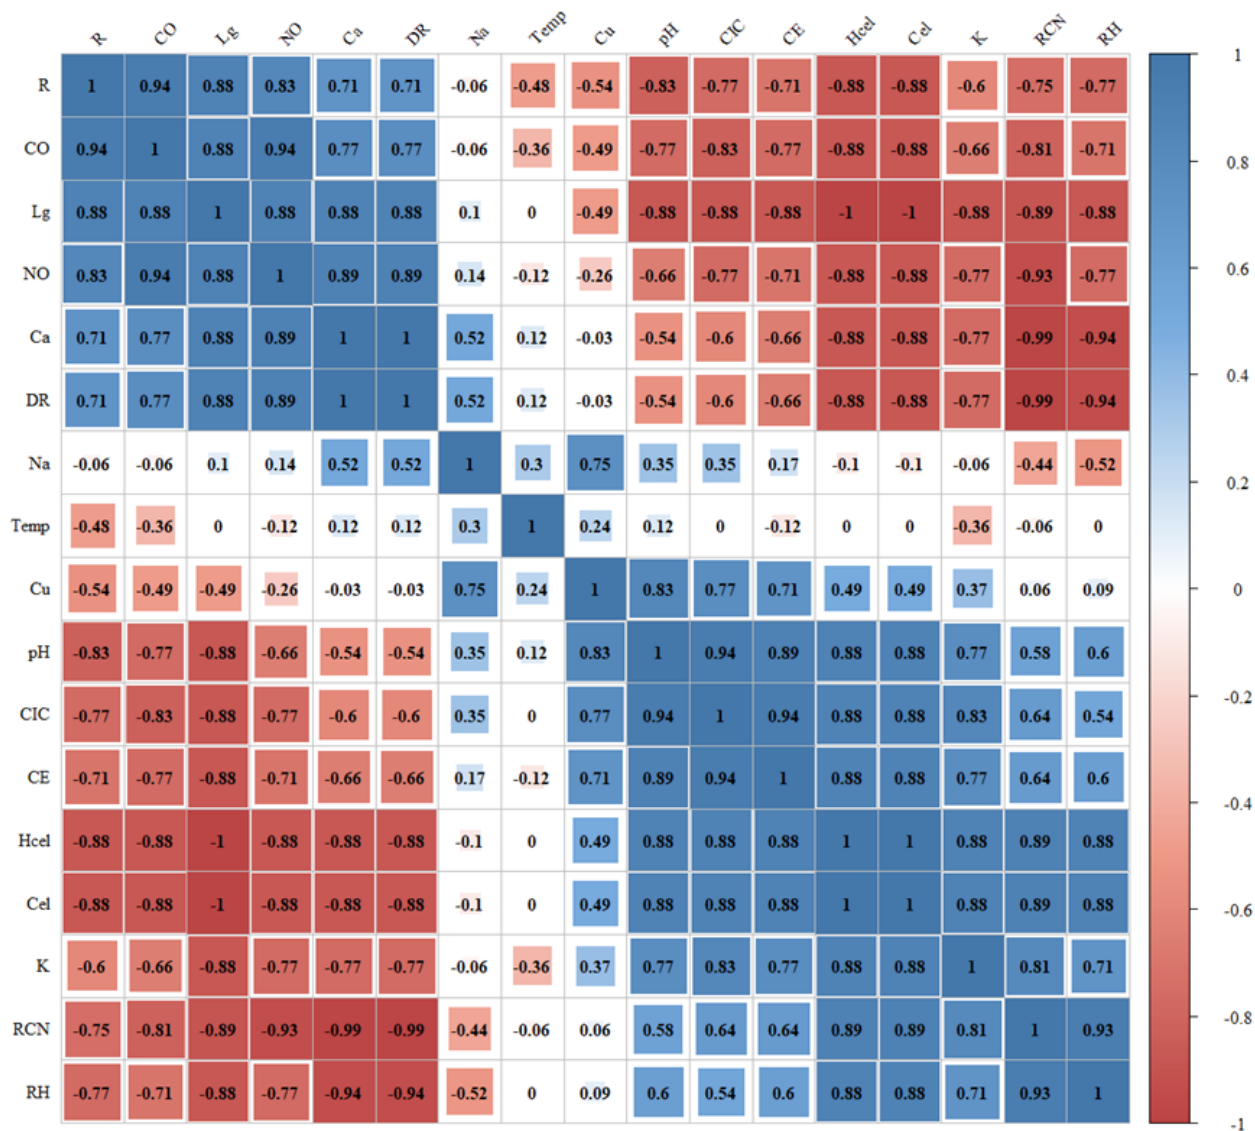 R CO Lg NO Ca DR Na Temp Cu pH CIC CE Hcel Cel K RCN RH
R 1 0.94 0.88 0.83 0.71 0.71 -0.06 -0.48 -0.54 -0.83 -0.77 -0.71 -0.88 -0.88 -0.6 -0.75 -0.77
CO 0.94 1 0.88 0.94 0.77 0.77 -0.06 -0.36 -0.49 -0.77 -0.83 -0.77 -0.88 -0.88 -0.66 -0.81 -0.71
Lg 0.88 0.88 1 0.88 0.88 0.88 0.1 0 -0.49 -0.88 -0.88 -0.88 -1 -1 -0.88 -0.89 -0.88
NO 0.83 0.94 0.88 1 0.89 0.89 0.14 -0.12 -0.26 -0.66 -0.77 -0.71 -0.88 -0.88 -0.77 -0.93 -0.77
Ca 0.71 0.77 0.88 0.89 1 1 0.52 0.12 -0.03 -0.54 -0.6 -0.66 -0.88 -0.88 -0.77 -0.99 -0.94
DR 0.71 0.77 0.88 0.89 1 1 0.52 0.12 -0.03 -0.54 -0.6 -0.66 -0.88 -0.88 -0.77 -0.99 -0.94
Na -0.06 -0.06 0.1 0.14 0.52 0.52 1 0.3 0.75 0.35 0.35 0.17 -0.1 -0.1 -0.06 -0.44 -0.52
Temp -0.48 -0.36 0 -0.12 0.12 0.12 0.3 1 0.24 0.12 0 -0.12 0 0 -0.36 -0.06 0
Cu -0.54 -0.49 -0.49 -0.26 -0.03 -0.03 0.75 0.24 1 0.83 0.77 0.71 0.49 0.49 0.37 0.06 0.09
pH -0.83 -0.77 -0.88 -0.66 -0.54 -0.54 0.35 0.12 0.83 1 0.94 0.89 0.88 0.88 0.77 0.58 0.6
CIC -0.77 -0.83 -0.88 -0.77 -0.6 -0.6 0.35 0 0.77 0.94 1 0.94 0.88 0.88 0.83 0.64 0.54
CE -0.71 -0.77 -0.88 -0.71 -0.66 -0.66 0.17 -0.12 0.71 0.89 0.94 1 0.88 0.88 0.77 0.64 0.6
Hcel -0.88 -0.88 -1 -0.88 -0.88 -0.88 -0.1 0 0.49 0.88 0.88 0.88 1 1 0.88 0.89 0.88
Cel -0.88 -0.88 -1 -0.88 -0.88 -0.88 -0.1 0 0.49 0.88 0.88 0.88 1 1 0.88 0.89 0.88
K -0.6 -0.66 -0.88 -0.77 -0.77 -0.77 -0.06 -0.36 0.37 0.77 0.83 0.77 0.88 0.88 1 0.81 0.71
RCN -0.75 -0.81 -0.89 -0.93 -0.99 -0.99 -0.44 -0.06 0.06 0.58 0.64 0.64 0.89 0.89 0.81 1 0.93
RH -0.77 -0.71 -0.88 -0.77 -0.94 -0.94 -0.52 0 0.09 0.6 0.54 0.6 0.88 0.88 0.71 0.93 1
1
0.8
0.6
0.4
0.2
0
-0.2
-0.4
-0.6
-0.8
-1